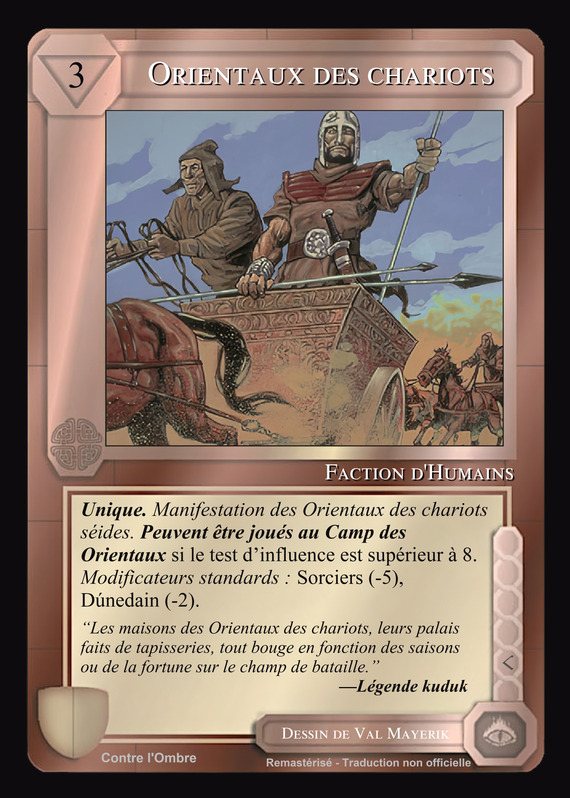 3
Orientaux des chariots
Faction d'Humains
Unique. Manifestation des Orientaux des chariots
séides. Peuvent être joués au Camp des
Orientaux si le test d'influence est supérieur à 8.
Modificateurs standards : Sorciers (-5),
Dúnedain (-2).
“Les maisons des Orientaux des chariots, leurs palais
faits de tapisseries, tout bouge en fonction des saisons
ou de la fortune sur le champ de bataille.”
—Légende kuduk
Dessin de Val Mayerik
Contre l'Ombre
Remastérisé - Traduction non officielle